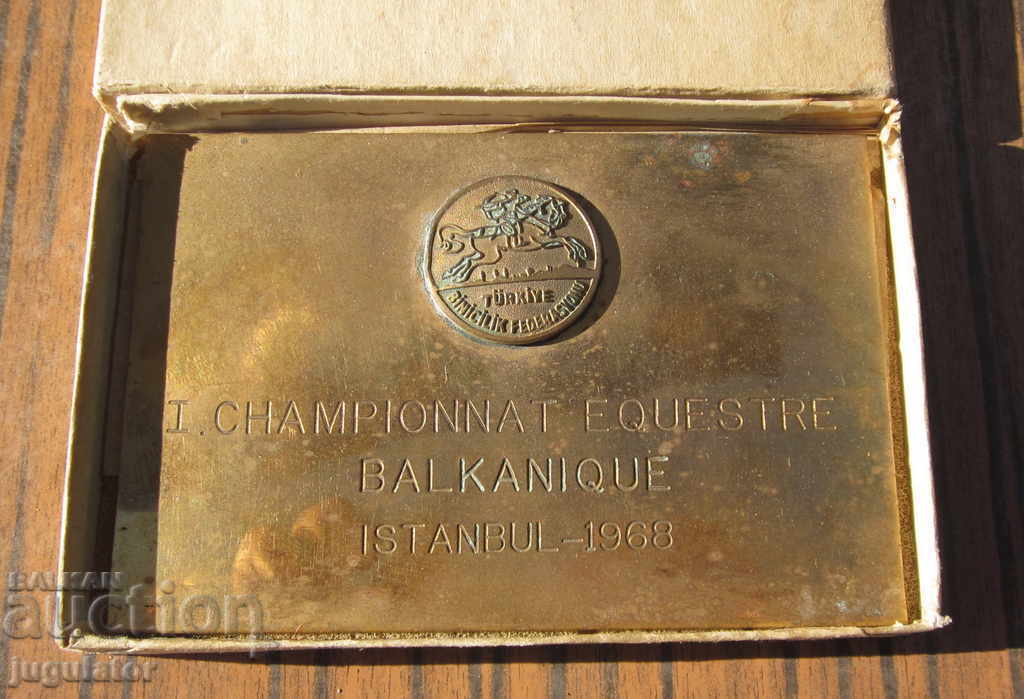 TÜRKİYE
BİNİCİLİK FEDERASYONU
I. CHAMPIONNAT EQUESTRE
BALKANIQUE
ISTANBUL-1968
BALKAN
auction
jugulator